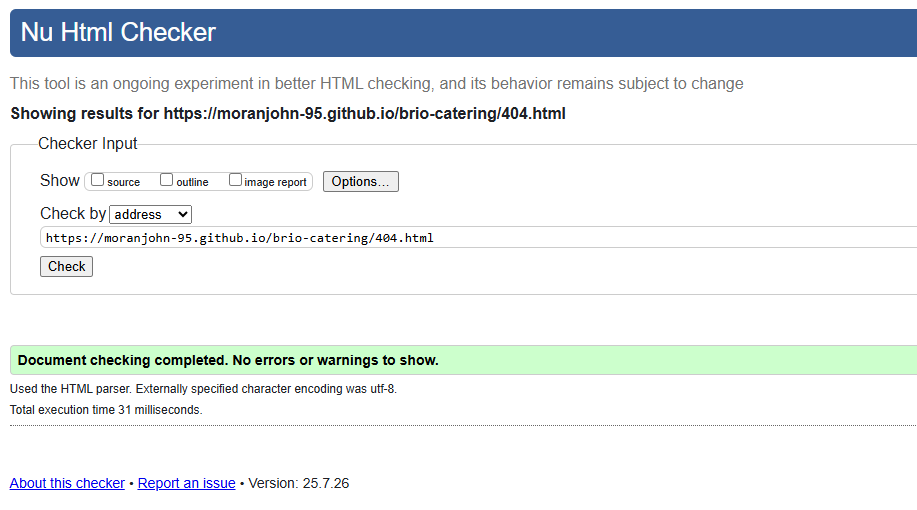 Nu Html Checker
This tool is an ongoing experiment in better HTML checking, and its behavior remains subject to change
Showing results for https://moranjohn-95.github.io/brio-catering/404.html
Checker Input
Show source outline image report Options...
Check by address
https://moranjohn-95.github.io/brio-catering/404.html
Check
Document checking completed. No errors or warnings to show.
Used the HTML parser. Externally specified character encoding was utf-8.
Total execution time 31 milliseconds.
About this checker • Report an issue • Version: 25.7.26